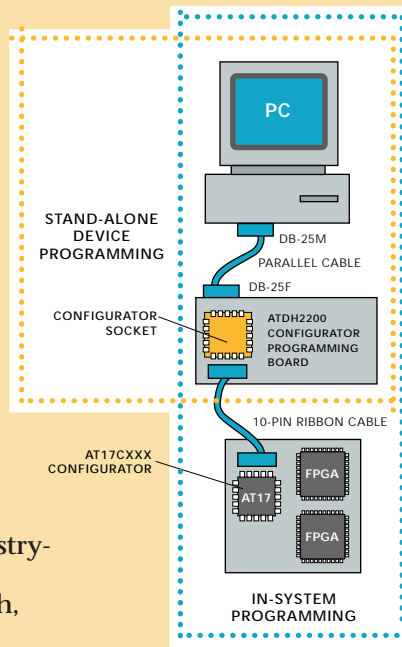 PC
STAND-ALONE
DEVICE
PROGRAMMING
DB-25M
PARALLEL CABLE
DB-25F
CONFIGURATOR
SOCKET
ATDH2200
CONFIGURATOR
PROGRAMMING
BOARD
10-PIN RIBBON CABLE
AT17CXXX
CONFIGURATOR
AT17
FPGA
FPGA
stry-
h,
IN-SYSTEM
PROGRAMMING